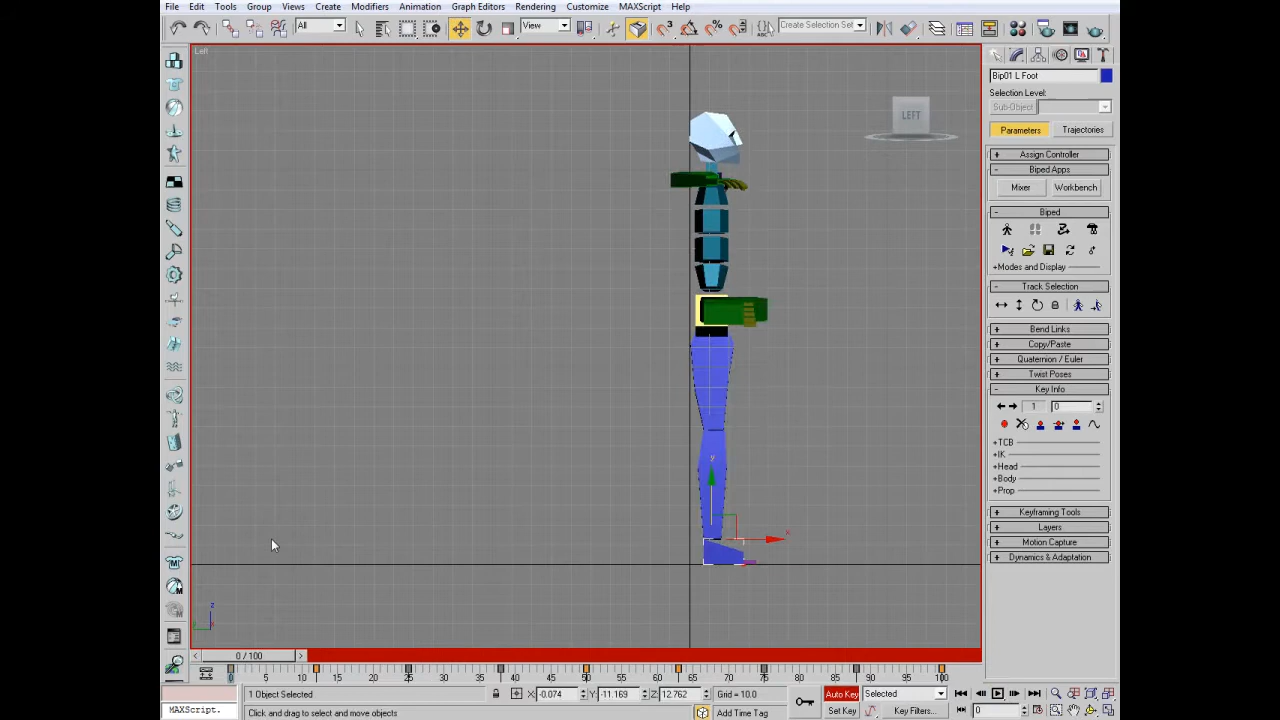 File Edit Tools Group Views Create Modifiers Animation Graph Editors Rendering Customize MAXScript Help
All View 3 Create Selection Set
Left
LEFT
y
x
z
Bip01 L Foot
Selection Level:
Sub-Object
Parameters Trajectories
+ Assign Controller
- Biped Apps
Mixer Workbench
- Biped
+Modes and Display
- Track Selection
+ Bend Links
+ Copy/Paste
+ Quaternion / Euler
+ Twist Poses
- Key Info
1 0
+TCB
+IK
+Head
+Body
+Prop
+ Keyframing Tools
+ Layers
+ Motion Capture
+ Dynamics & Adaptation
< 0 / 100 >
0 5 10 15 20 25 30 35 40 45 50 55 60 65 70 75 80 85 90 95 100
1 Object Selected X: -0.074 Y: -11.169 Z: 12.762 Grid = 10.0 Auto Key Selected
MAXScript. Click and drag to select and move objects Add Time Tag Set Key Key Filters... 0